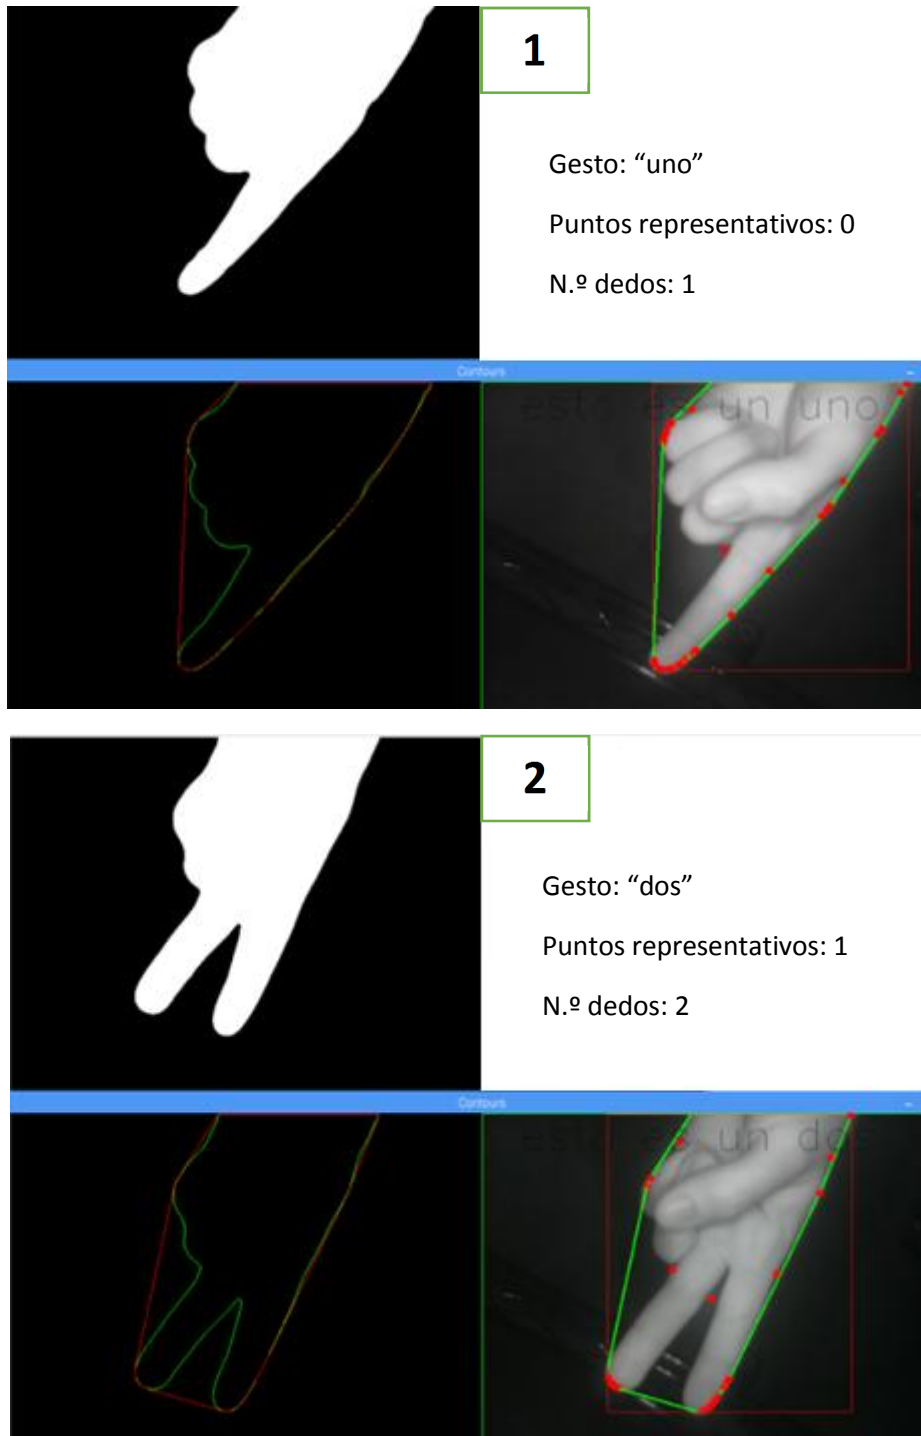 1
Gesto: “uno”
Puntos representativos: 0
N.º dedos: 1
Contours
esto es un uno
2
Gesto: “dos”
Puntos representativos: 1
N.º dedos: 2
Contours
Esto es un dos